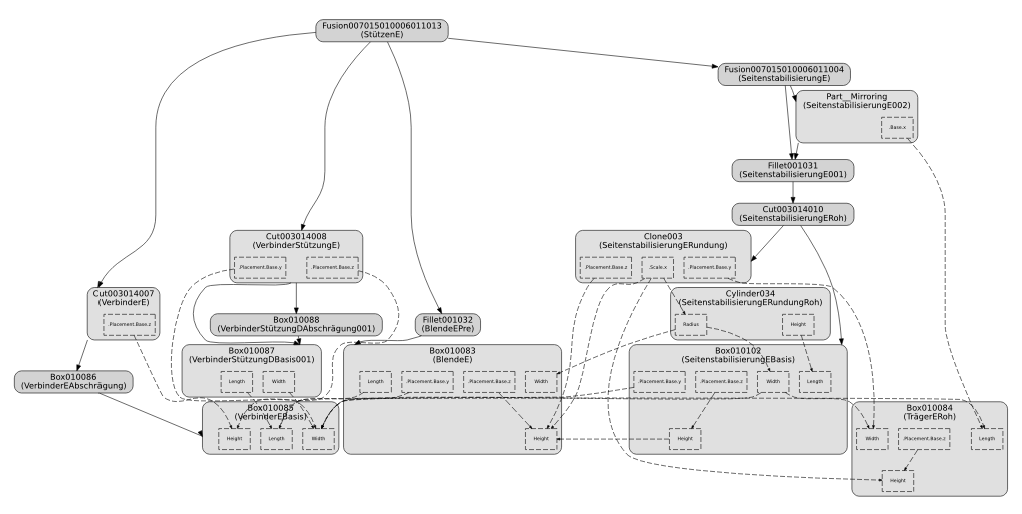 Fusion0070150100060​11013
(StützenE)
Fusion007015010006011004
(SeitenstabilisierungE)
Part__Mirroring
(SeitenstabilisierungE002)
.Base.x
Fillet001031
(SeitenstabilisierungE001)
Cut003014010
(SeitenstabilisierungERoh)
Cut003014008
(VerbinderStützungE)
.Placement.Base.y
.Placement.Base.z
Clone003
(SeitenstabilisierungERundung)
.Placement.Base.z
.Scale.x
.Placement.Base.y
Cut003014007
(VerbinderE)
.Placement.Base.z
Cylinder034
(SeitenstabilisierungERundungRoh)
Radius
Height
Box010088
(VerbinderStützungDAbschrägung001)
Fillet001032
(BlendeEPre)
Box010087
(VerbinderStützungDBasis001)
Length
Width
Box010083
(BlendeE)
Length
.Placement.Base.y
.Placement.Base.z
Width
Height
Box010102
(SeitenstabilisierungEBasis)
.Placement.Base.y
.Placement.Base.z
Width
Length
Height
Box010086
(VerbinderEAbschrägung)
Box010085
(VerbinderEBasis)
Height
Length
Width
Box010084
(TrägerERoh)
Width
.Placement.Base.z
Length
Height